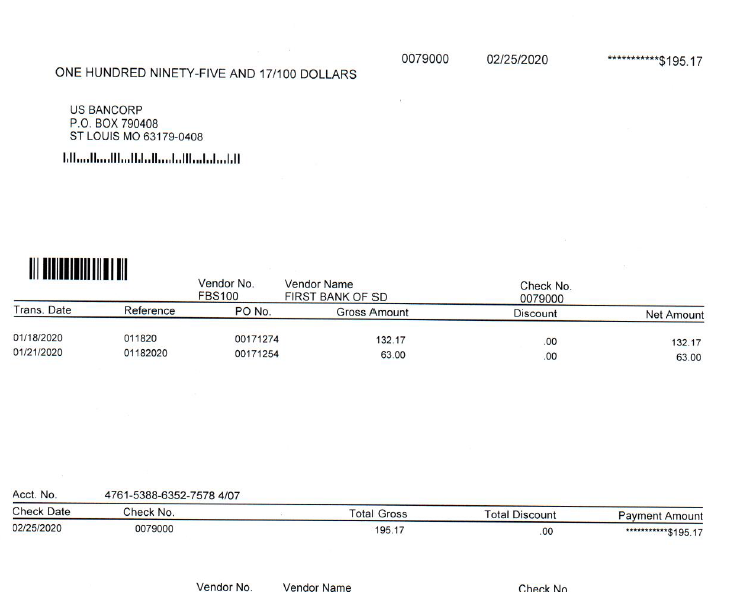 0079000 02/25/2020 ***********$195.17
ONE HUNDRED NINETY-FIVE AND 17/100 DOLLARS
US BANCORP
P.O. BOX 790408
ST LOUIS MO 63179-0408
Vendor No. Vendor Name Check No.
FBS100 FIRST BANK OF SD 0079000
Trans. Date Reference PO No. Gross Amount Discount Net Amount
01/18/2020 011820 00171274 132.17 .00 132.17
01/21/2020 01182020 00171254 63.00 .00 63.00
Acct. No. 4761-5388-6352-7578 4/07
Check Date Check No. Total Gross Total Discount Payment Amount
02/25/2020 0079000 195.17 .00 ***********$195.17
Vendor No. Vendor Name Check No.